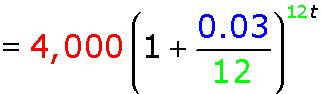 = 4,000 (1 + 0.03/12)^12t